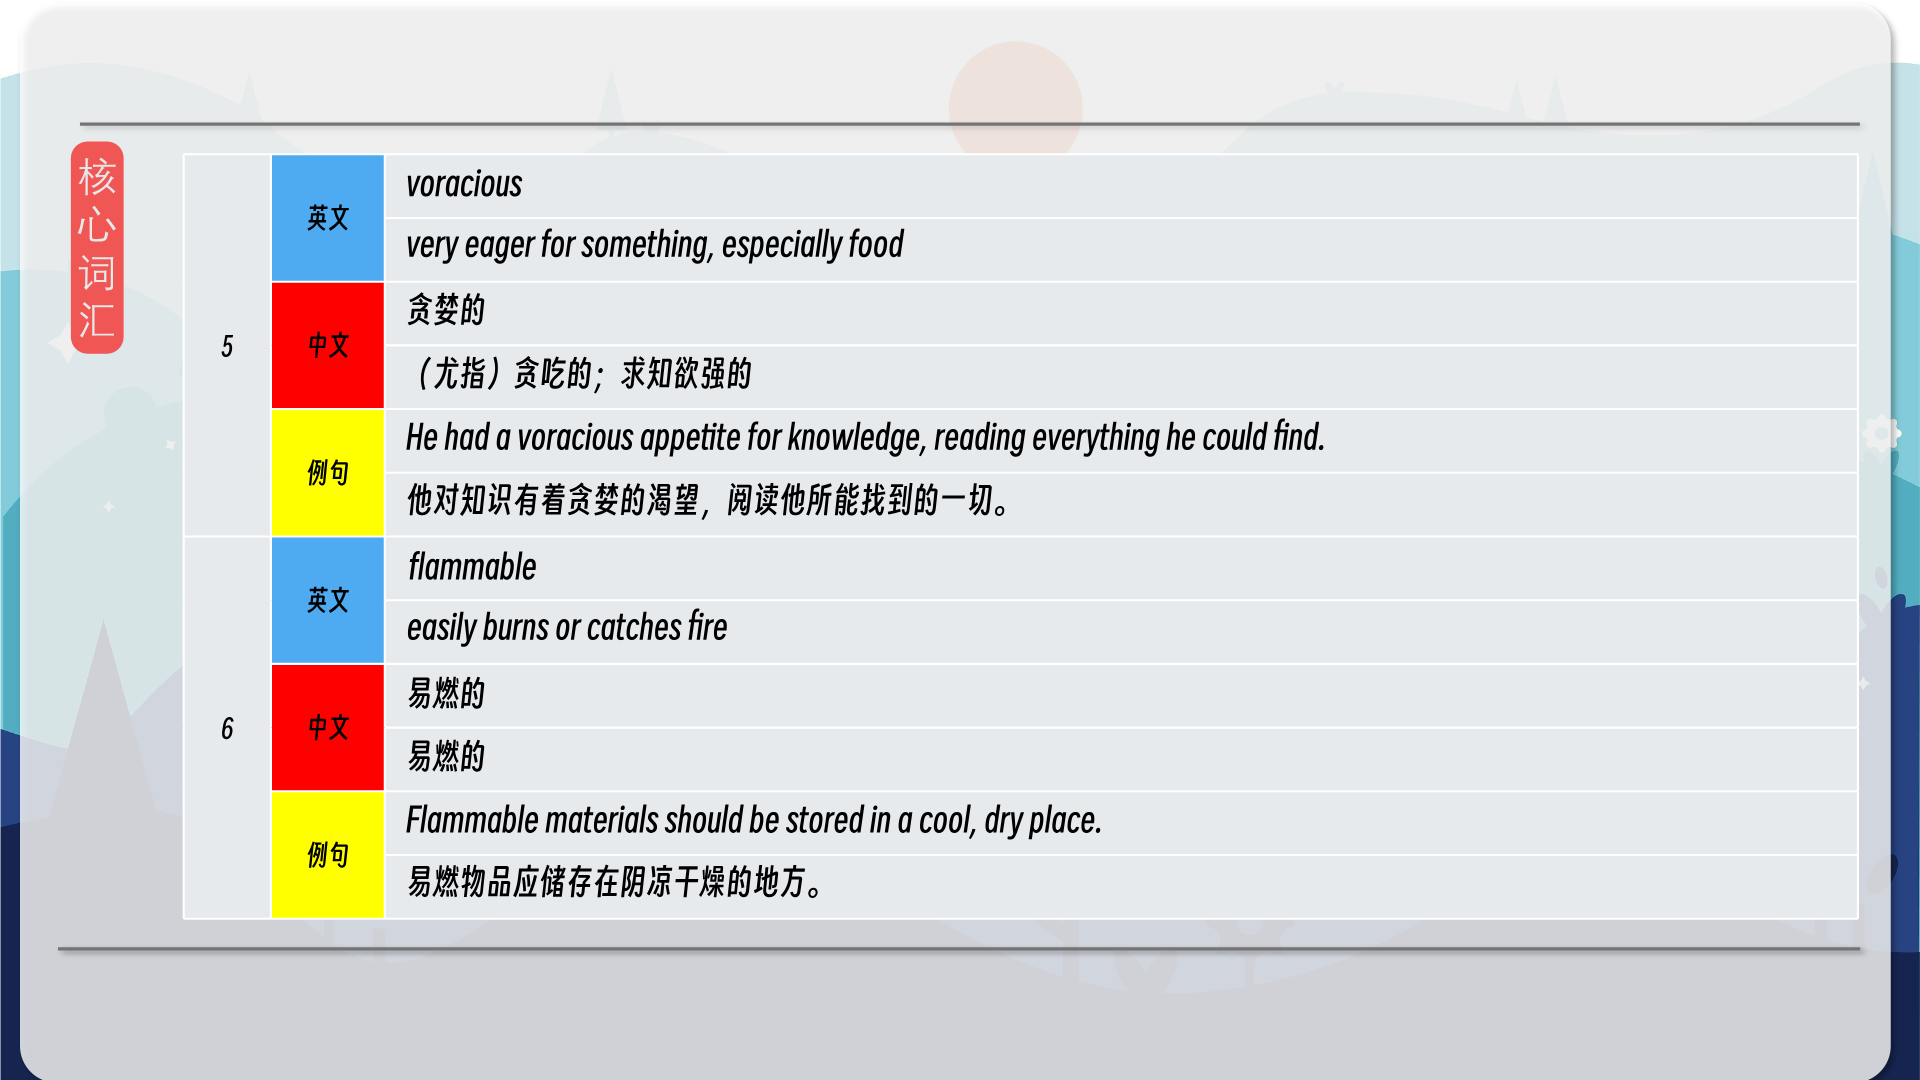 核心词汇
5
英文
voracious
very eager for something, especially food
中文
贪婪的
（尤指）贪吃的；求知欲强的
例句
He had a voracious appetite for knowledge, reading everything he could find.
他对知识有着贪婪的渴望，阅读他所能找到的一切。
6
英文
flammable
easily burns or catches fire
中文
易燃的
易燃的
例句
Flammable materials should be stored in a cool, dry place.
易燃物品应储存在阴凉干燥的地方。